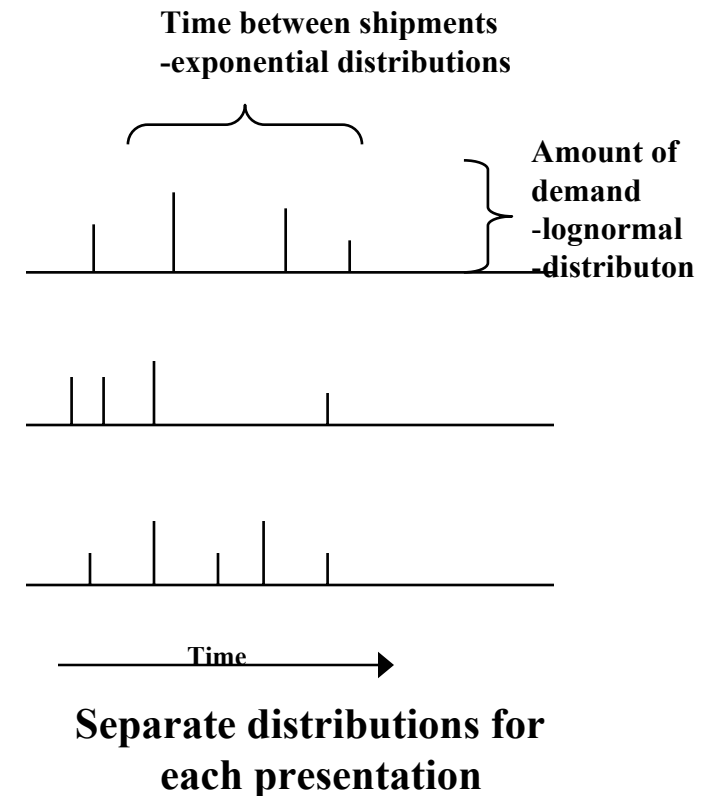 Time between shipments
-exponential distributions
Amount of
demand
-lognormal
-distributon
Time
Separate distributions for
each presentation